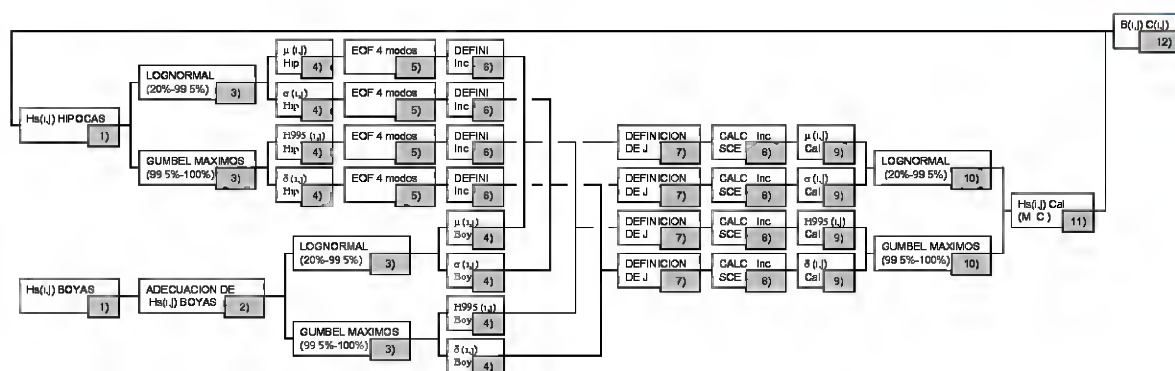 B(i,j) C(i,j)
12)
Hs(i,j) HIPOCAS
1)
LOGNORMAL
(20%-99 5%)
3)
GUMBEL MAXIMOS
(99 5%-100%)
3)
μ (i,j)
Hip
4)
EOF 4 modos
5)
DEFINI
Inc
6)
σ (i,j)
Hip
4)
EOF 4 modos
5)
DEFINI
Inc
6)
H995 (i,j)
Hip
4)
EOF 4 modos
5)
DEFINI
Inc
6)
δ (i,j)
Hip
4)
EOF 4 modos
5)
DEFINI
Inc
6)
Hs(i,j) BOYAS
1)
ADECUACION DE
Hs(i,j) BOYAS
2)
LOGNORMAL
(20%-99 5%)
3)
GUMBEL MAXIMOS
(99 5%-100%)
3)
μ (i,j)
Boy
4)
σ (i,j)
Boy
4)
H995 (i,j)
Boy
4)
δ (i,j)
Boy
4)
DEFINICION
DE J
7)
CALC Inc
SCE
8)
μ (i,j)
Cal
9)
DEFINICION
DE J
7)
CALC Inc
SCE
8)
σ (i,j)
Cal
9)
DEFINICION
DE J
7)
CALC Inc
SCE
8)
H995 (i,j)
Cal
9)
DEFINICION
DE J
7)
CALC Inc
SCE
8)
δ (i,j)
Cal
9)
LOGNORMAL
(20%-99 5%)
10)
GUMBEL MAXIMOS
(99 5%-100%)
10)
Hs(i,j) Cal
(M C)
11)